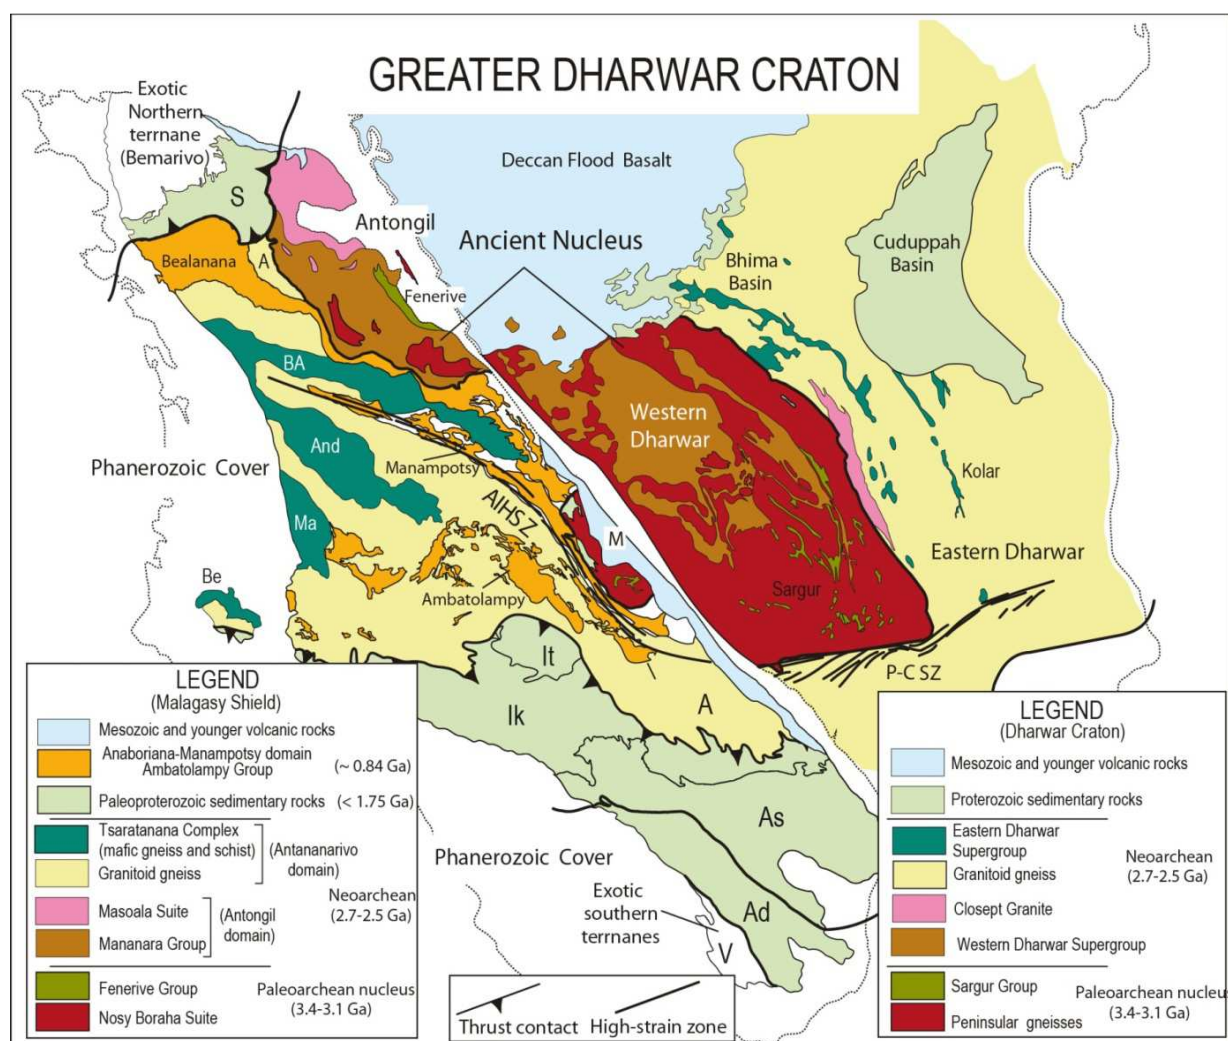 GREATER DHARWAR CRATON
Exotic
Northern
terrnane
(Bemarivo)
Deccan Flood Basalt
S
Antongil
Ancient Nucleus
Cuduppah
Basin
Bhima
Basin
Bealanana
A
Fenerive
BA
Western
Dharwar
And
Manampotsy
Phanerozoic Cover
Kolar
AIHSZ
Ma
M
Eastern Dharwar
Be
Ambatolampy
Sargur
It
P-C SZ
A
Ik
As
Phanerozoic Cover
Exotic
southern
terrnanes
Ad
V
LEGEND
(Malagasy Shield)
Mesozoic and younger volcanic rocks
Anaboriana-Manampotsy domain
Ambatolampy Group
(~ 0.84 Ga)
Paleoproterozoic sedimentary rocks (< 1.75 Ga)
Tsaratanana Complex
(mafic gneiss and schist)
(Antananarivo
domain)
Granitoid gneiss
Neoarchean
(2.7-2.5 Ga)
Masoala Suite
(Antongil
domain)
Mananara Group
Fenerive Group
Paleoarchean nucleus
(3.4-3.1 Ga)
Nosy Boraha Suite
Thrust contact
High-strain zone
LEGEND
(Dharwar Craton)
Mesozoic and younger volcanic rocks
Proterozoic sedimentary rocks
Eastern Dharwar
Supergroup
Neoarchean
(2.7-2.5 Ga)
Granitoid gneiss
Closept Granite
Western Dharwar Supergroup
Sargur Group
Paleoarchean nucleus
(3.4-3.1 Ga)
Peninsular gneisses